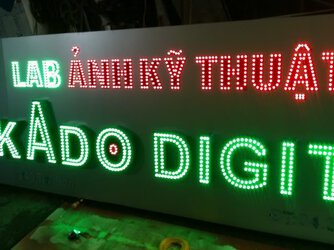 LAB ẢNH KỸ THUẬT
KADO DIGIT